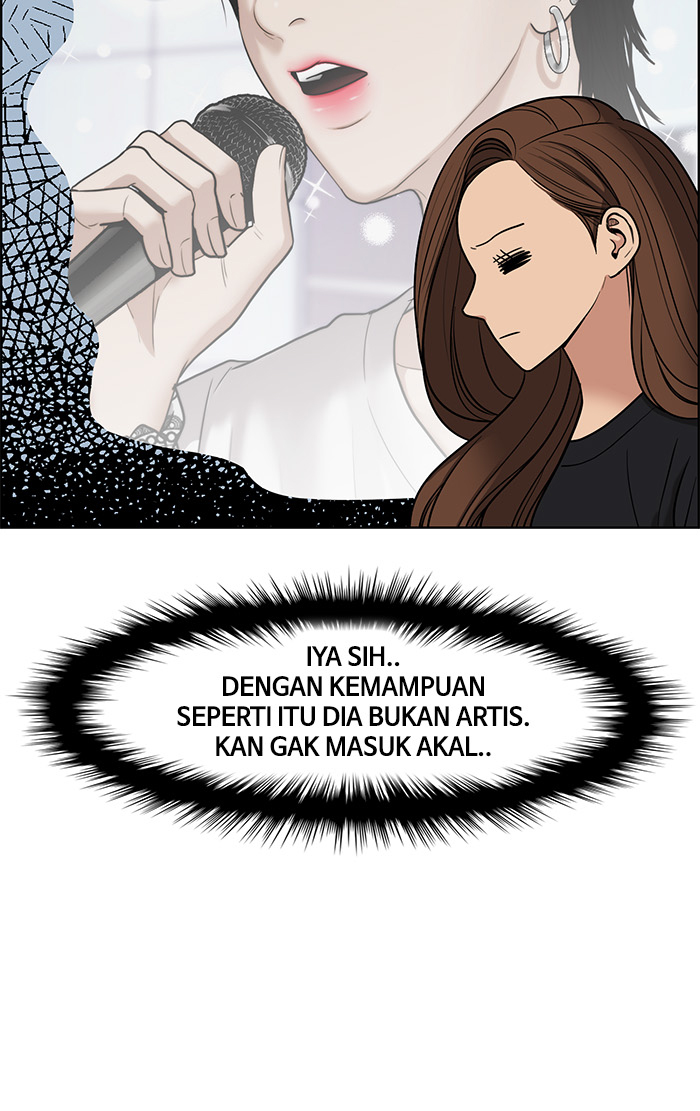 IYA SIH..
DENGAN KEMAMPUAN
SEPERTI ITU DIA BUKAN ARTIS.
KAN GAK MASUK AKAL..